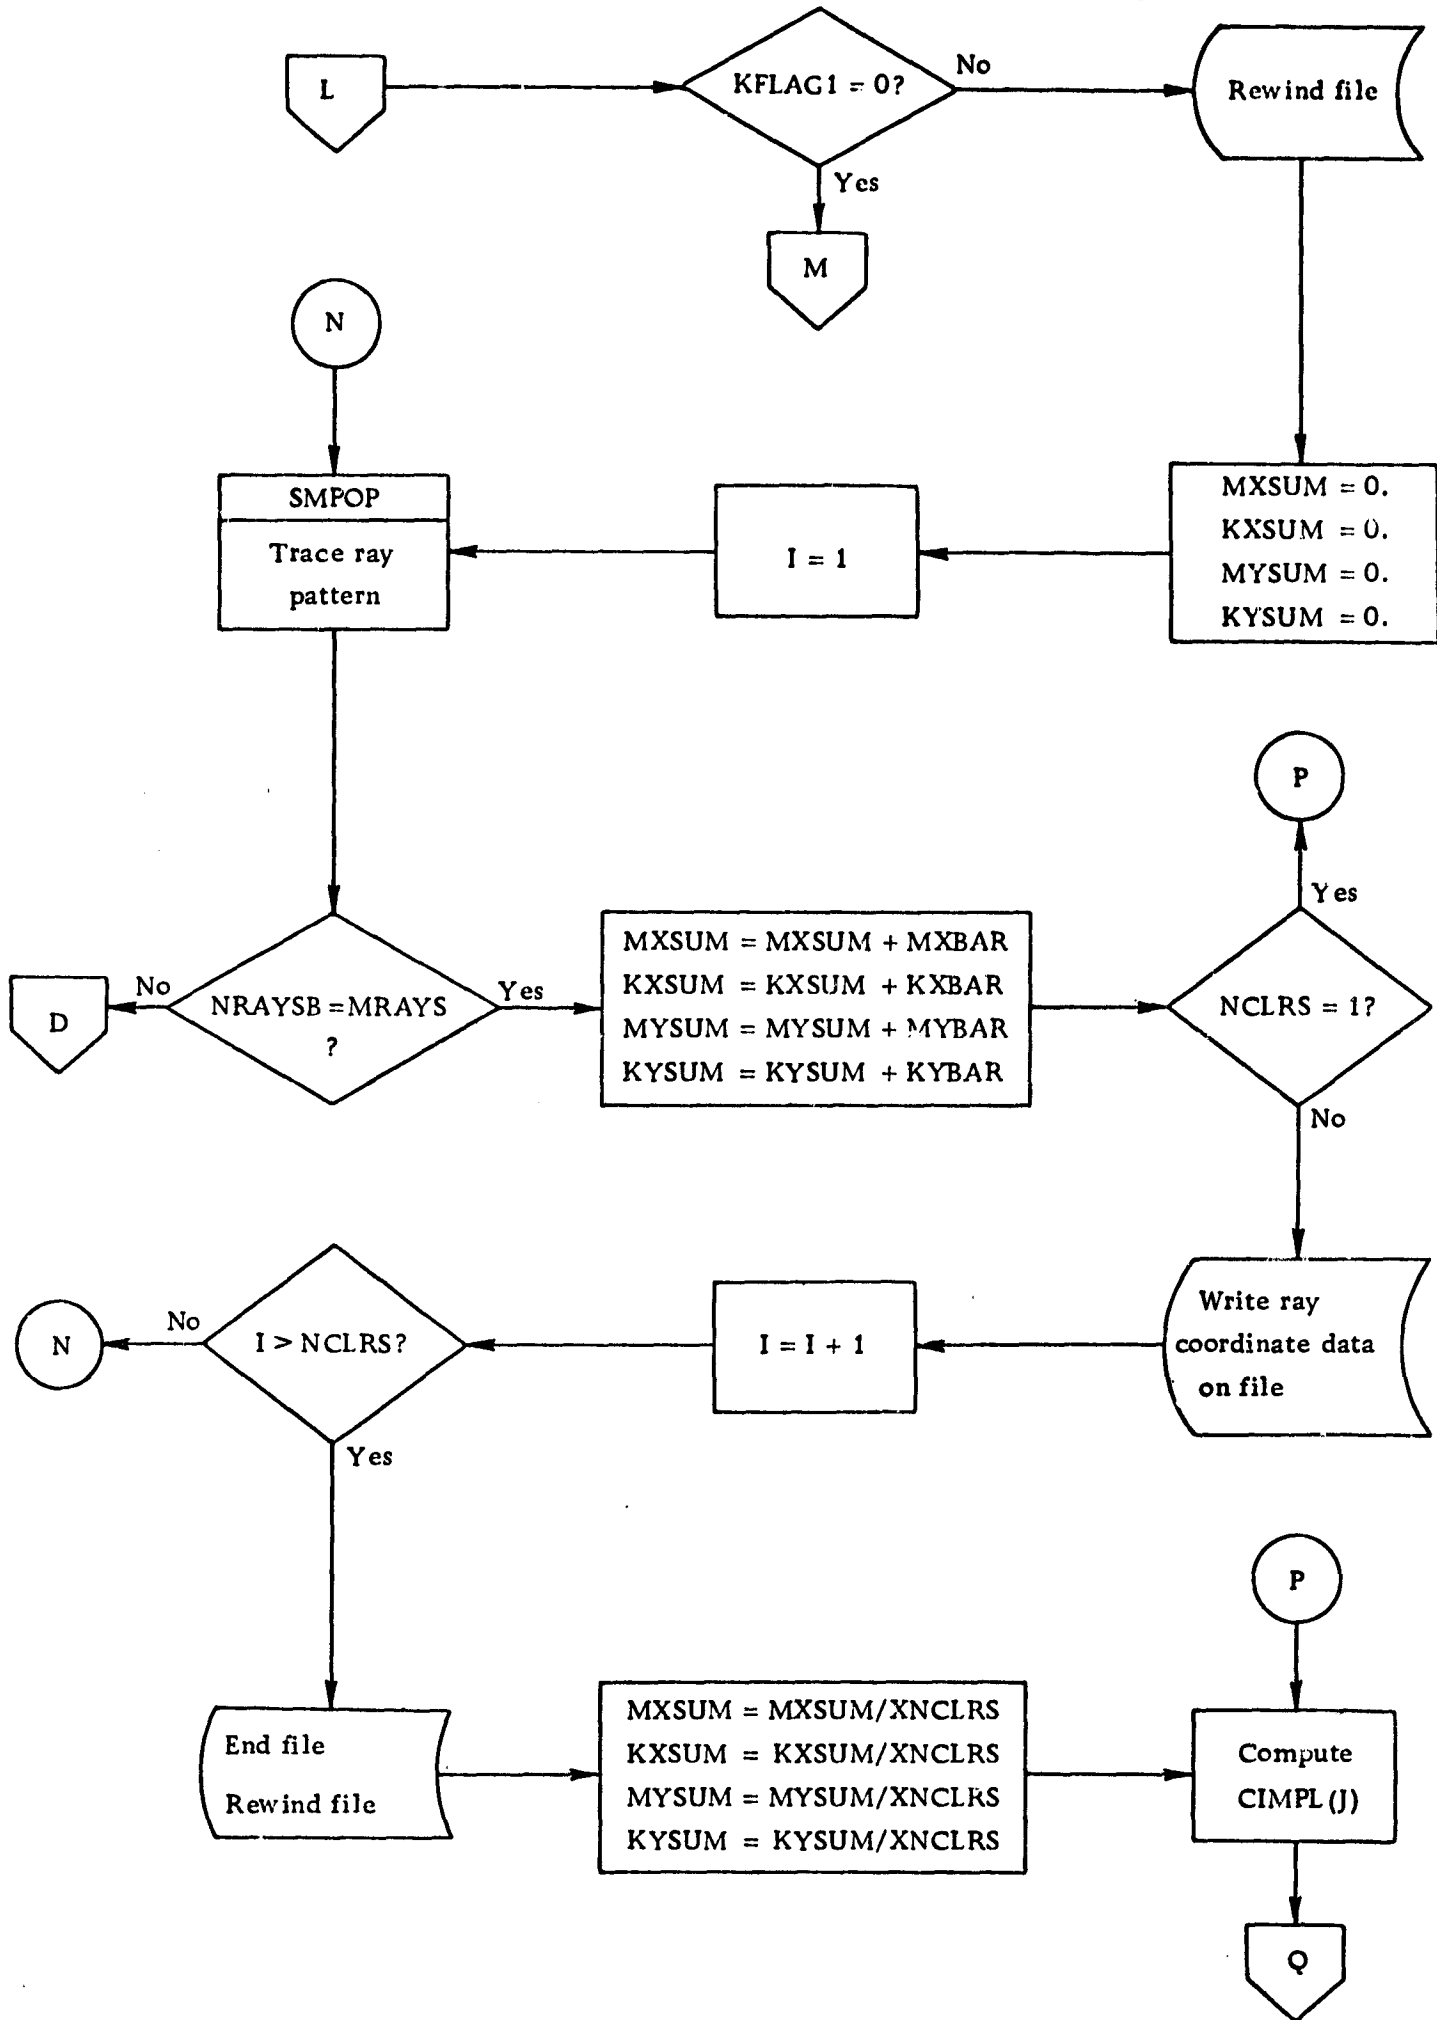 L
KFLAG1 = 0?
No
Rewind file
Yes
M
N
SMPOP
Trace ray
pattern
I = 1
MXSUM = 0.
KXSUM = 0.
MYSUM = 0.
KYSUM = 0.
P
Yes
D
No
NRAYSB = MRAYS
?
Yes
MXSUM = MXSUM + MXBAR
KXSUM = KXSUM + KXBAR
MYSUM = MYSUM + MYBAR
KYSUM = KYSUM + KYBAR
NCLRS = 1?
No
N
No
I > NCLRS?
I = I + 1
Write ray
coordinate data
on file
Yes
P
End file
Rewind file
MXSUM = MXSUM/XNCLRS
KXSUM = KXSUM/XNCLRS
MYSUM = MYSUM/XNCLRS
KYSUM = KYSUM/XNCLRS
Compute
CIMPL(J)
Q